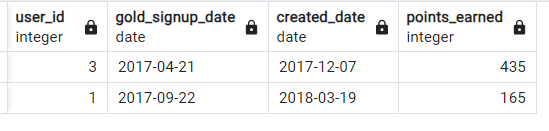 user_id gold_signup_date created_date points_earned
integer date date integer
3 2017-04-21 2017-12-07 435
1 2017-09-22 2018-03-19 165